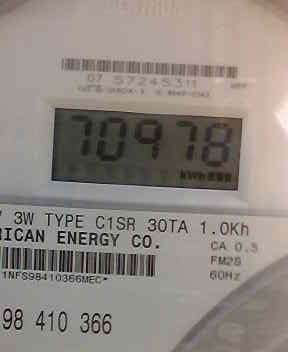 07 57245311
70978
kWh 888
3W TYPE C1SR 30TA 1.0Kh
RICAN ENERGY CO.
CA 0.5
FM2S
60Hz
1NFS98410366MEC*
98 410 366